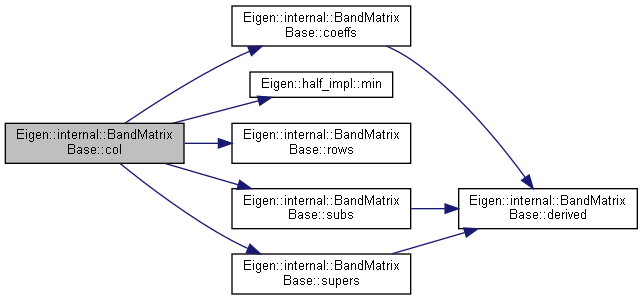 Eigen::internal::BandMatrix
Base::col
Eigen::internal::BandMatrix
Base::coeffs
Eigen::half_impl::min
Eigen::internal::BandMatrix
Base::rows
Eigen::internal::BandMatrix
Base::subs
Eigen::internal::BandMatrix
Base::supers
Eigen::internal::BandMatrix
Base::derived